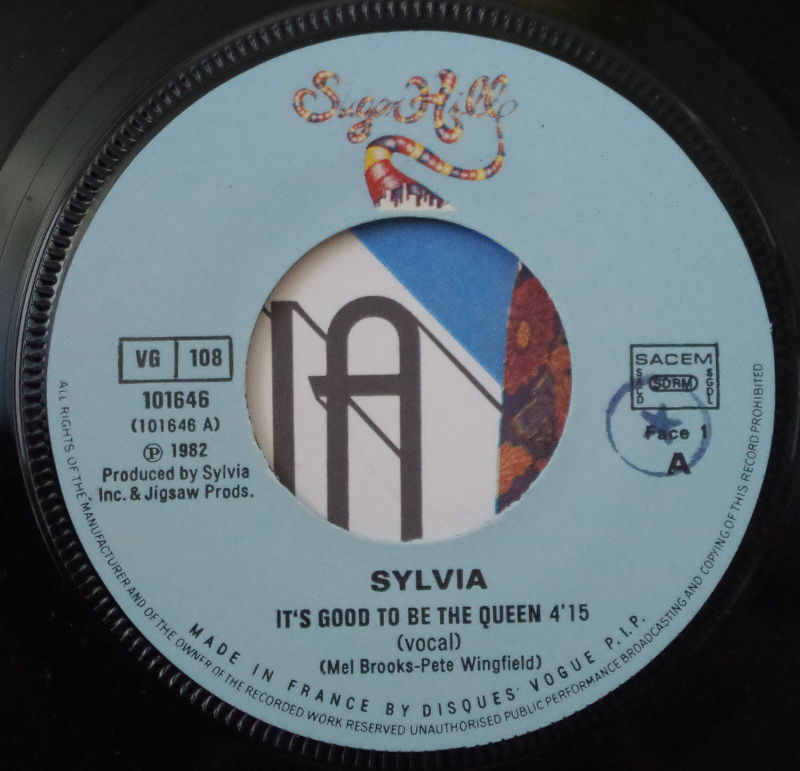 Sugar Hill
VG 108
101646
(101646 A)
Ⓟ 1982
Produced by Sylvia
Inc. & Jigsaw Prods.
SACEM
SACD SDRM SGDL
Face 1
A
SYLVIA
IT'S GOOD TO BE THE QUEEN 4'15
(vocal)
(Mel Brooks-Pete Wingfield)
MADE IN FRANCE BY DISQUES VOGUE P.I.P.
ALL RIGHTS OF THE MANUFACTURER AND OF THE OWNER OF THE RECORDED WORK RESERVED UNAUTHORISED PUBLIC PERFORMANCE BROADCASTING AND COPYING OF THIS RECORD PROHIBITED